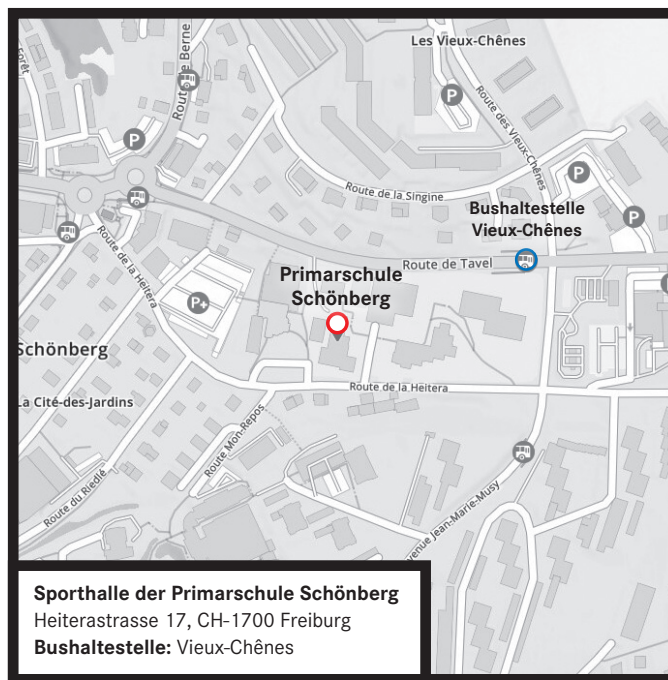 Les Vieux-Chênes
Forêt
Route de Berne
P
P
Route des Vieux-Chênes
P
P
Route de la Singine
Bushaltestelle
Vieux-Chênes
Route de la Heitera
Route de Tavel
Primarschule
Schönberg
P+
Schönberg
Route de la Heitera
La Cité-des-Jardins
Route Mon-Repos
Route du Riedlé
Avenue Jean-Marie-Musy
Sporthalle der Primarschule Schönberg
Heiterastrasse 17, CH-1700 Freiburg
Bushaltestelle: Vieux-Chênes